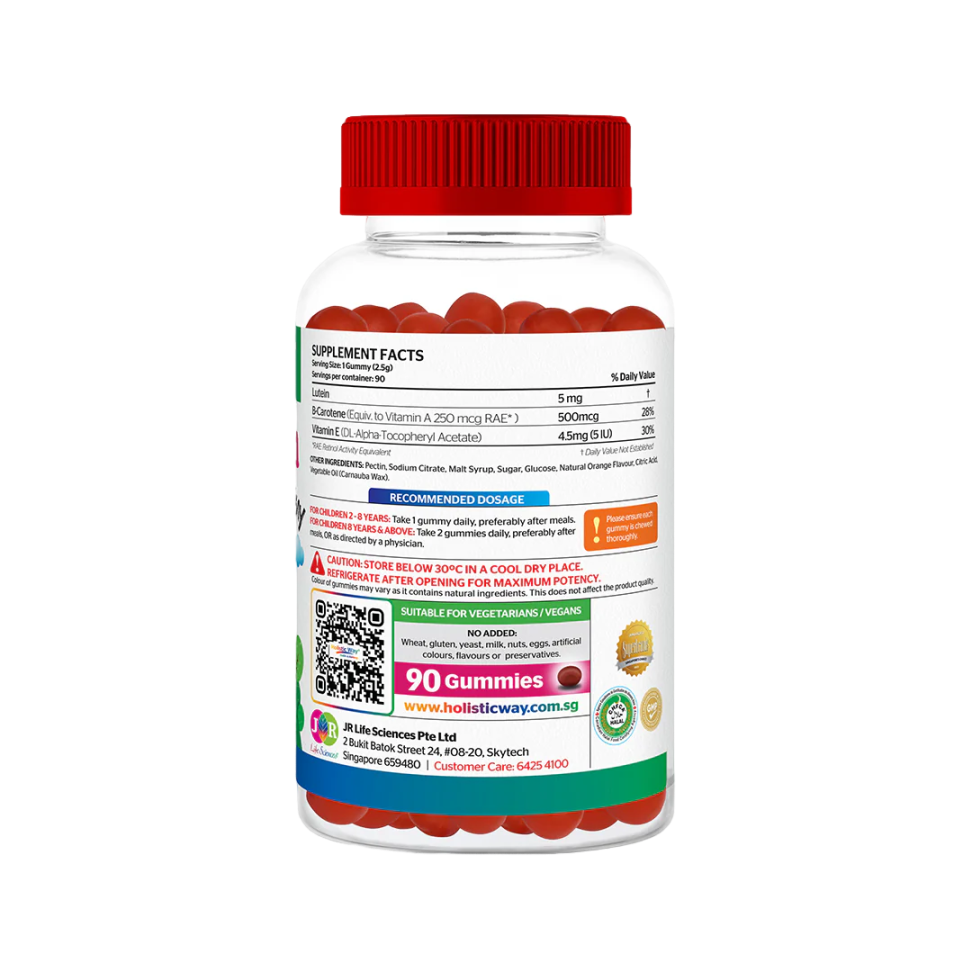 SUPPLEMENT FACTS
Serving Size: 1 Gummy (2.5g)
Servings per container: 90
% Daily Value
Lutein 5 mg †
B-Carotene (Equiv. to Vitamin A 250 mcg RAE* ) 500mcg 28%
Vitamin E (DL-Alpha-Tocopheryl Acetate) 4.5mg (5 IU) 30%
*RAE Retinol Activity Equivalent † Daily Value Not Established
OTHER INGREDIENTS: Pectin, Sodium Citrate, Malt Syrup, Sugar, Glucose, Natural Orange Flavour, Citric Acid,
Vegetable Oil (Carnauba Wax).
RECOMMENDED DOSAGE
FOR CHILDREN 2 - 8 YEARS: Take 1 gummy daily, preferably after meals.
FOR CHILDREN 8 YEARS & ABOVE: Take 2 gummies daily, preferably after
meals, OR as directed by a physician.
! Please ensure each
gummy is chewed
thoroughly.
CAUTION: STORE BELOW 30ºC IN A COOL DRY PLACE.
REFRIGERATE AFTER OPENING FOR MAXIMUM POTENCY.
Colour of gummies may vary as it contains natural ingredients. This does not affect the product quality.
Holistic Way
SUITABLE FOR VEGETARIANS / VEGANS
NO ADDED:
Wheat, gluten, yeast, milk, nuts, eggs, artificial
colours, flavours or preservatives.
90 Gummies
www.holisticway.com.sg
HALAL
GMP
JR
Life Sciences
JR Life Sciences Pte Ltd
2 Bukit Batok Street 24, #08-20, Skytech
Singapore 659480 | Customer Care: 6425 4100